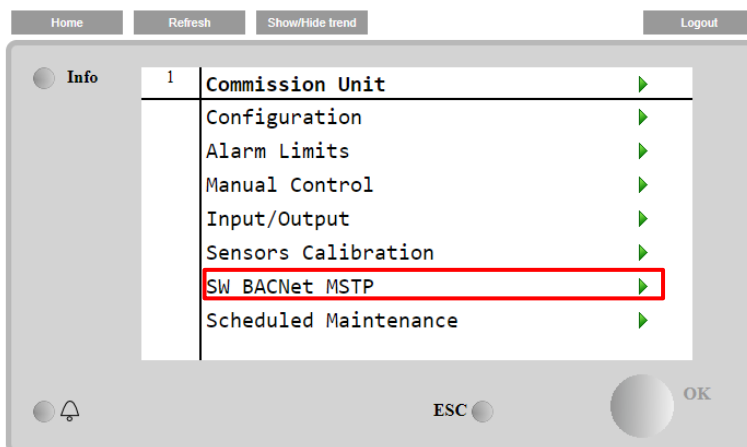 Home Refresh Show/Hide trend Logout
Info 1 Commission Unit
Configuration
Alarm Limits
Manual Control
Input/Output
Sensors Calibration
SW BACNet MSTP
Scheduled Maintenance
ESC OK